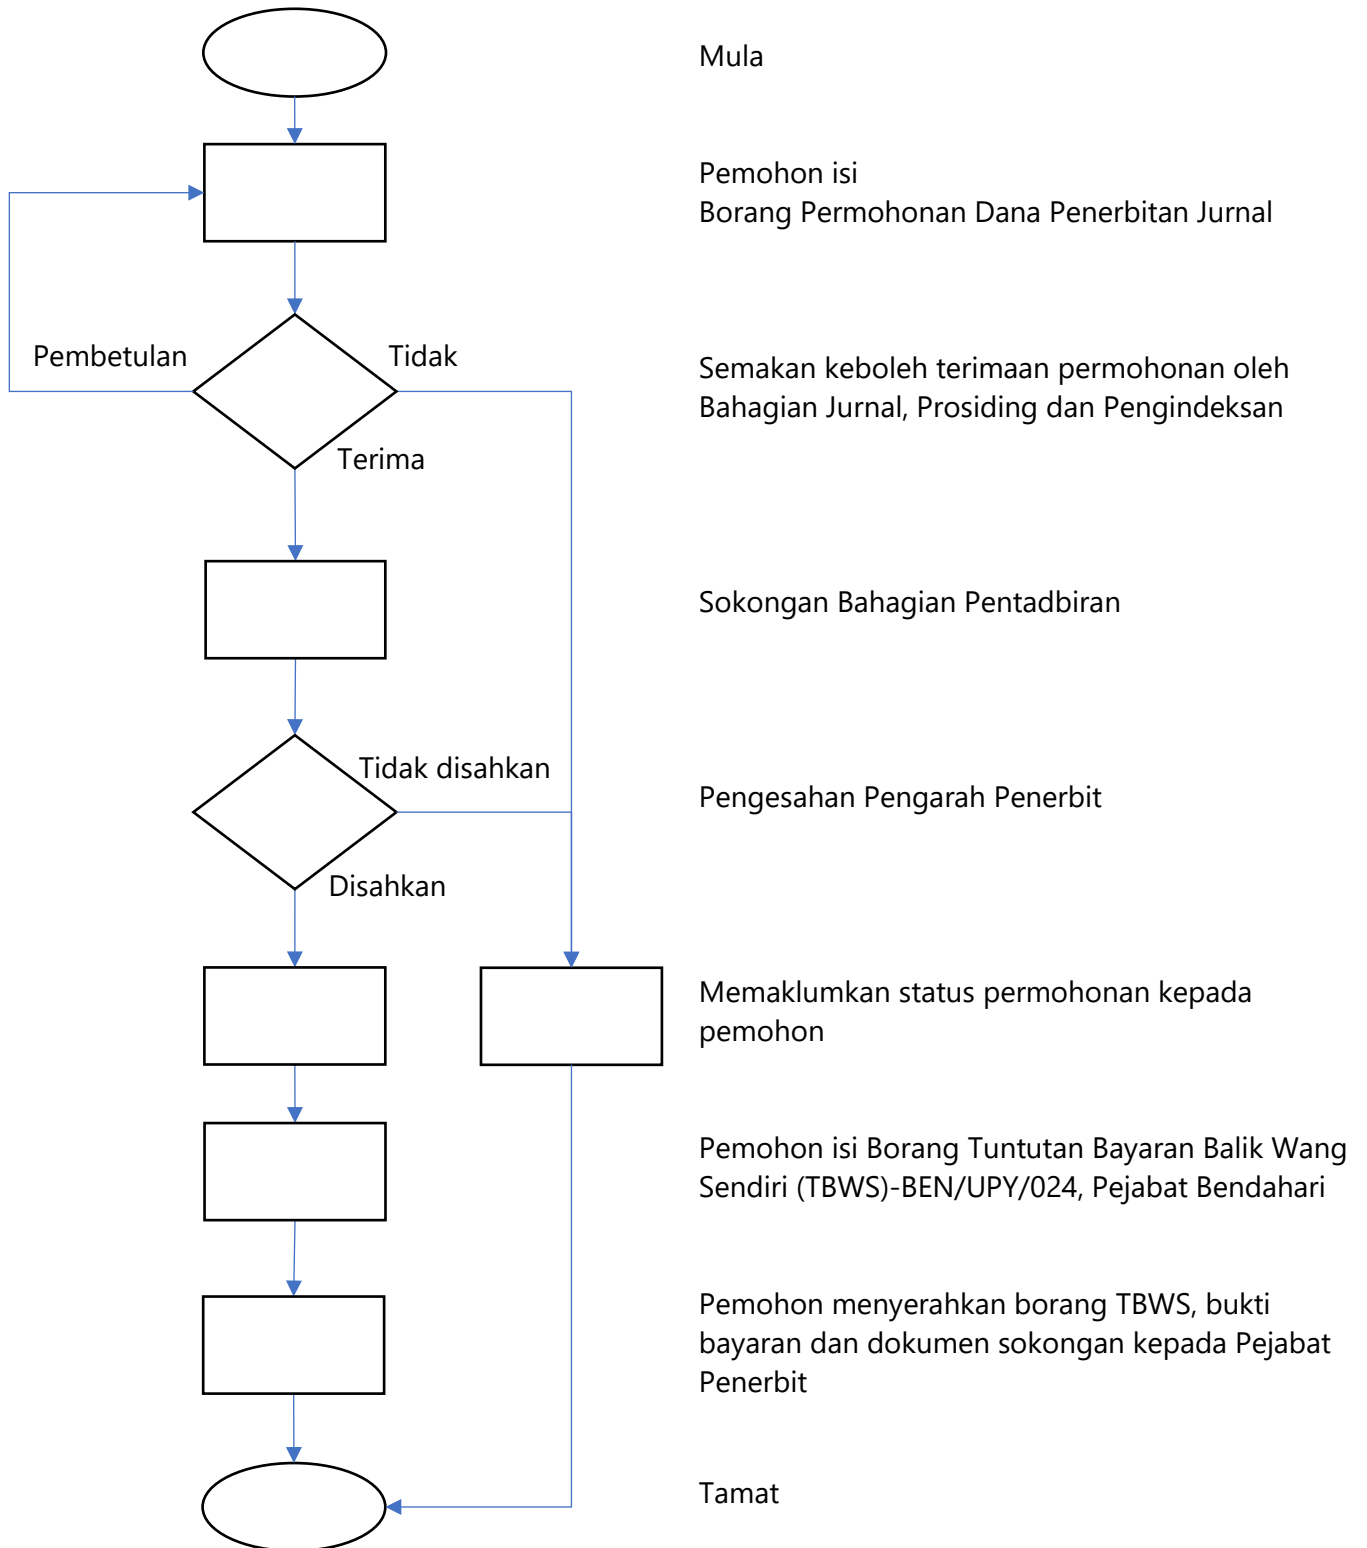 Mula
Pemohon isi
Borang Permohonan Dana Penerbitan Jurnal
Pembetulan
Tidak
Semakan keboleh terimaan permohonan oleh
Bahagian Jurnal, Prosiding dan Pengindeksan
Terima
Sokongan Bahagian Pentadbiran
Tidak disahkan
Pengesahan Pengarah Penerbit
Disahkan
Memaklumkan status permohonan kepada
pemohon
Pemohon isi Borang Tuntutan Bayaran Balik Wang
Sendiri (TBWS)-BEN/UPY/024, Pejabat Bendahari
Pemohon menyerahkan borang TBWS, bukti
bayaran dan dokumen sokongan kepada Pejabat
Penerbit
Tamat